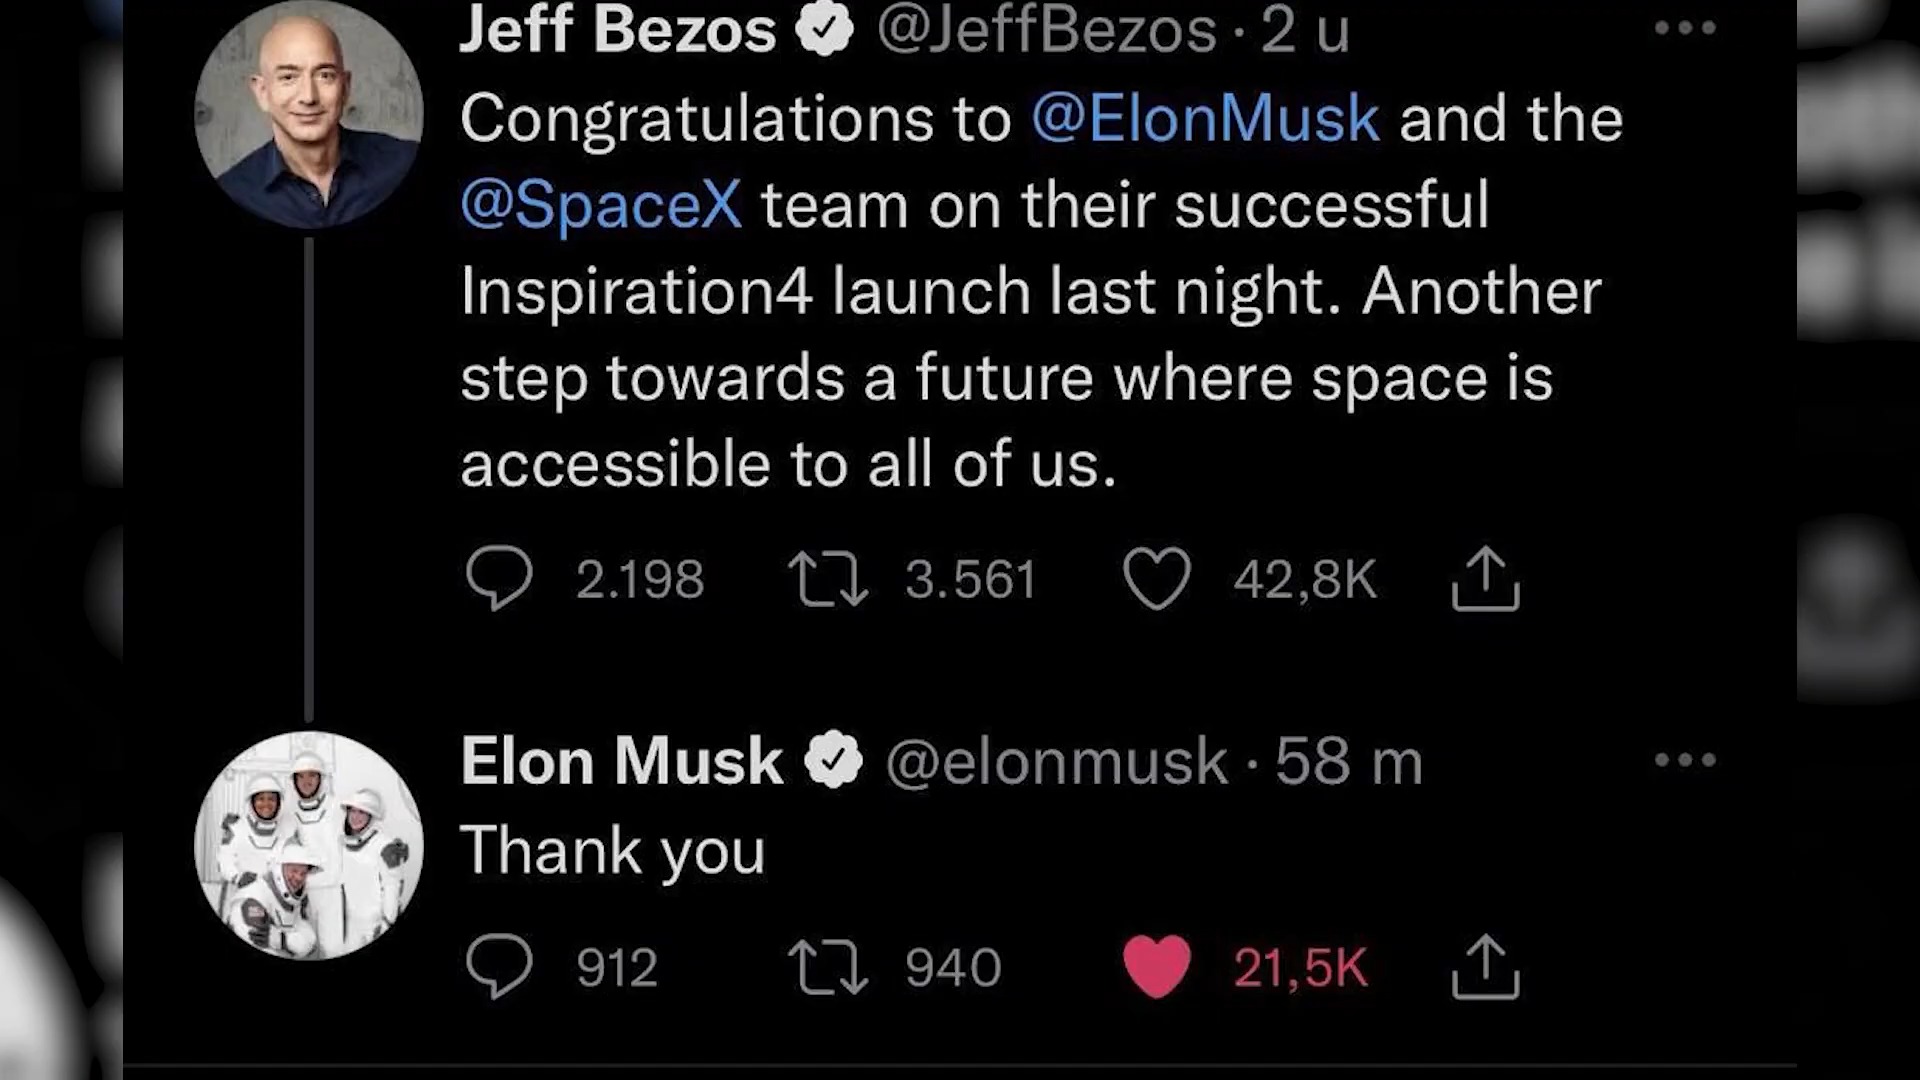 Jeff Bezos @JeffBezos · 2 u
Congratulations to @ElonMusk and the
@SpaceX team on their successful
Inspiration4 launch last night. Another
step towards a future where space is
accessible to all of us.
2.198 3.561 42,8K
Elon Musk @elonmusk · 58 m
Thank you
912 940 21,5K